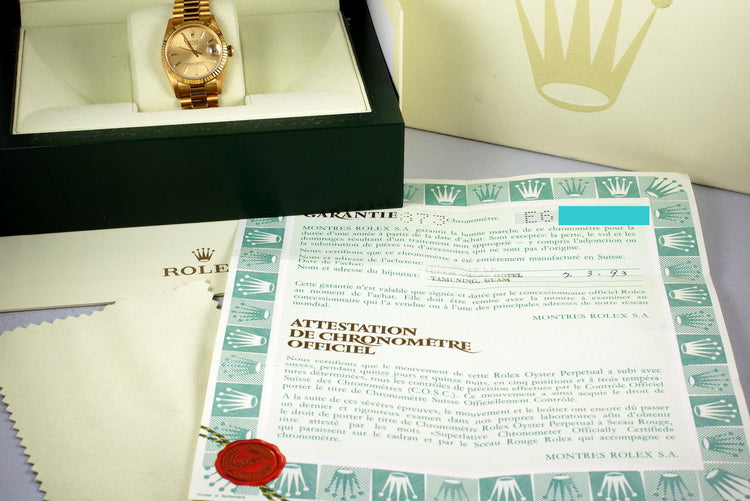 ROLEX
GARANTIE 373 Chronomètre E6
MONTRES ROLEX S.A. garantit la bonne marche de ce chronomètre pour la
durée d'une année à partir de la date d'achat. Sont exceptés: la perte, le vol et les
dommages résultant d'un traitement non approprié – y compris l'adjonction ou
la substitution de pièces ou d'accessoires qui ne sont pas d'origine.
Nous certifions que ce chronomètre a été entièrement manufacturé en Suisse.
Nom et adresse de l'acheteur:
Date de l'achat:
Nom et adresse du bijoutier: HOTEL 7.3.93
TAMUNING, GUAM
Cette garantie n'est valable que signée et datée par le concessionnaire officiel Rolex
au moment de l'achat. Elle doit être remise avec la montre à examiner au
concessionnaire qui l'a vendue ou à l'une des principales adresses de notre réseau
mondial.
MONTRES ROLEX S.A.
ATTESTATION
DE CHRONOMÈTRE
OFFICIEL
Nous certifions que le mouvement de cette Rolex Oyster Perpetual a subi avec
succès, pendant quinze jours et quinze nuits, en cinq positions et à trois tempéra-
tures déterminées, tous les contrôles de précision effectués par le Contrôle Officiel
Suisse des Chronomètres (C.O.S.C.). Ce mouvement a ainsi acquis le droit de
porter le titre de Chronomètre Suisse Officiellement Contrôlé.
A la suite de ces sévères épreuves, le mouvement et le boîtier ont encore dû passer
un dernier et rigoureux examen dans nos propres laboratoires afin d'obtenir
le droit de porter le titre de Chronomètre Rolex Oyster Perpetual à Sceau Rouge,
titre attesté par les mots «Superlative Chronometer Officially Certified»
qui paraissent sur le cadran et par le Sceau Rouge Rolex qui accompagne ce
chronomètre.
MONTRES ROLEX S.A.